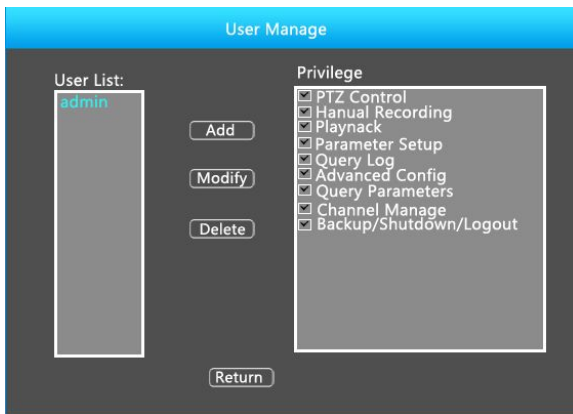 User Manage
User List:
admin
Add
Modify
Delete
Privilege
PTZ Control
Hanual Recording
Playnack
Parameter Setup
Query Log
Advanced Config
Query Parameters
Channel Manage
Backup/Shutdown/Logout
Return